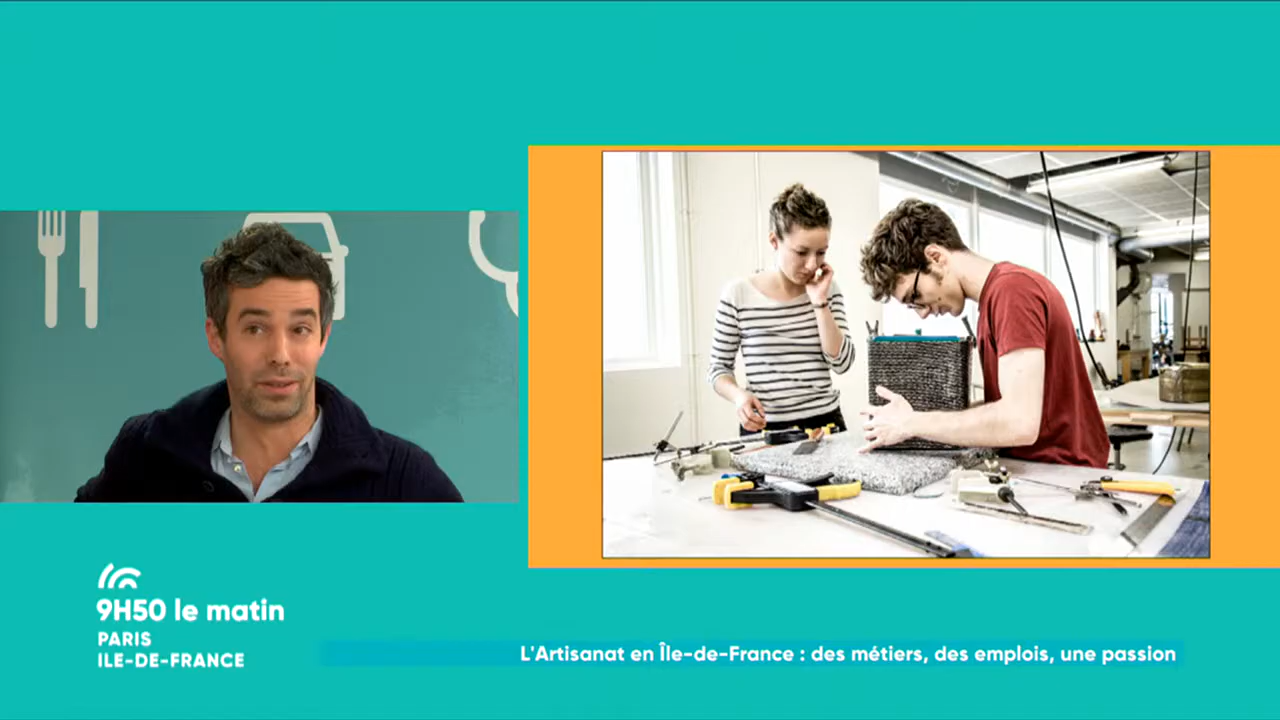 9H50 le matin
PARIS
ILE-DE-FRANCE
L'Artisanat en Île-de-France : des métiers, des emplois, une passion